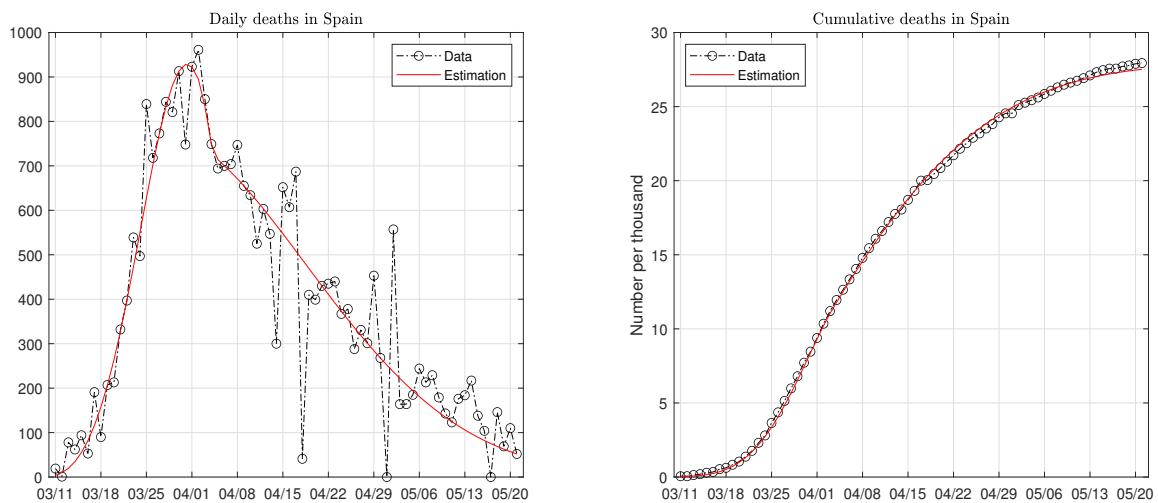 Daily deaths in Spain
1000
900
800
700
600
500
400
300
200
100
0
03/11 03/18 03/25 04/01 04/08 04/15 04/22 04/29 05/06 05/13 05/20
Data
Estimation
Cumulative deaths in Spain
Number per thousand
30
25
20
15
10
5
0
03/11 03/18 03/25 04/01 04/08 04/15 04/22 04/29 05/06 05/13 05/20
Data
Estimation